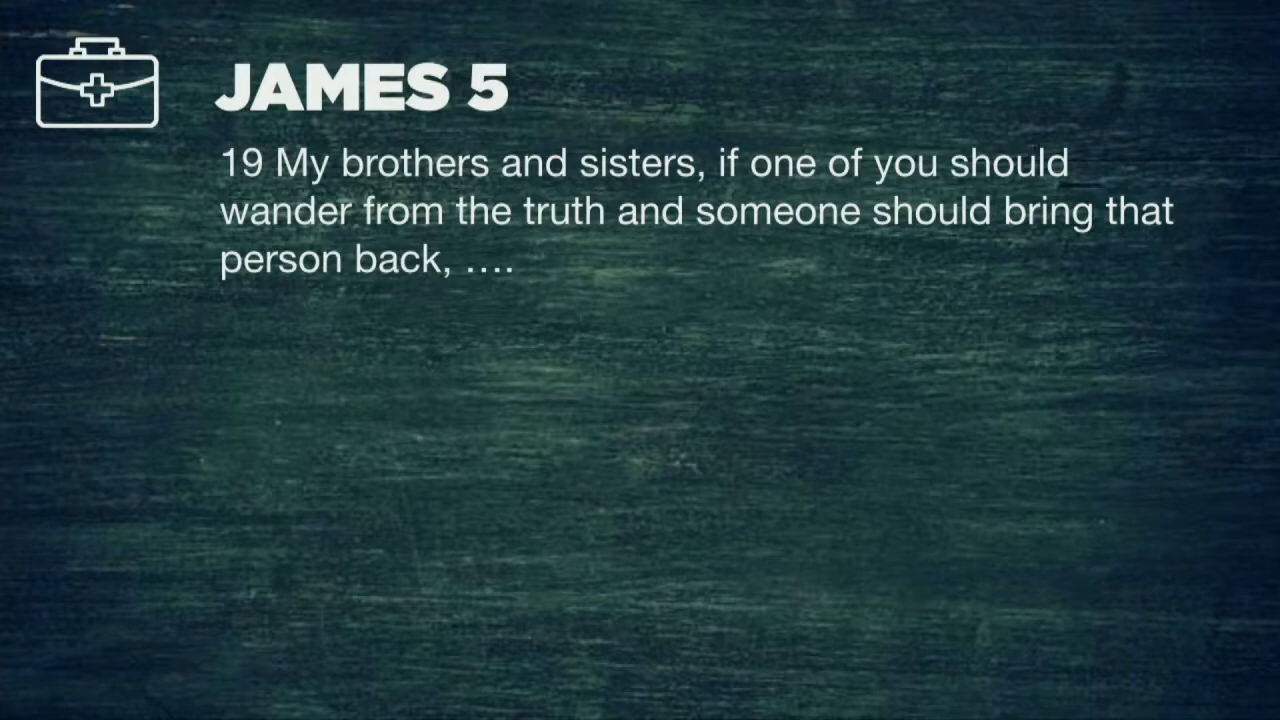 JAMES 5
19 My brothers and sisters, if one of you should
wander from the truth and someone should bring that
person back, ….